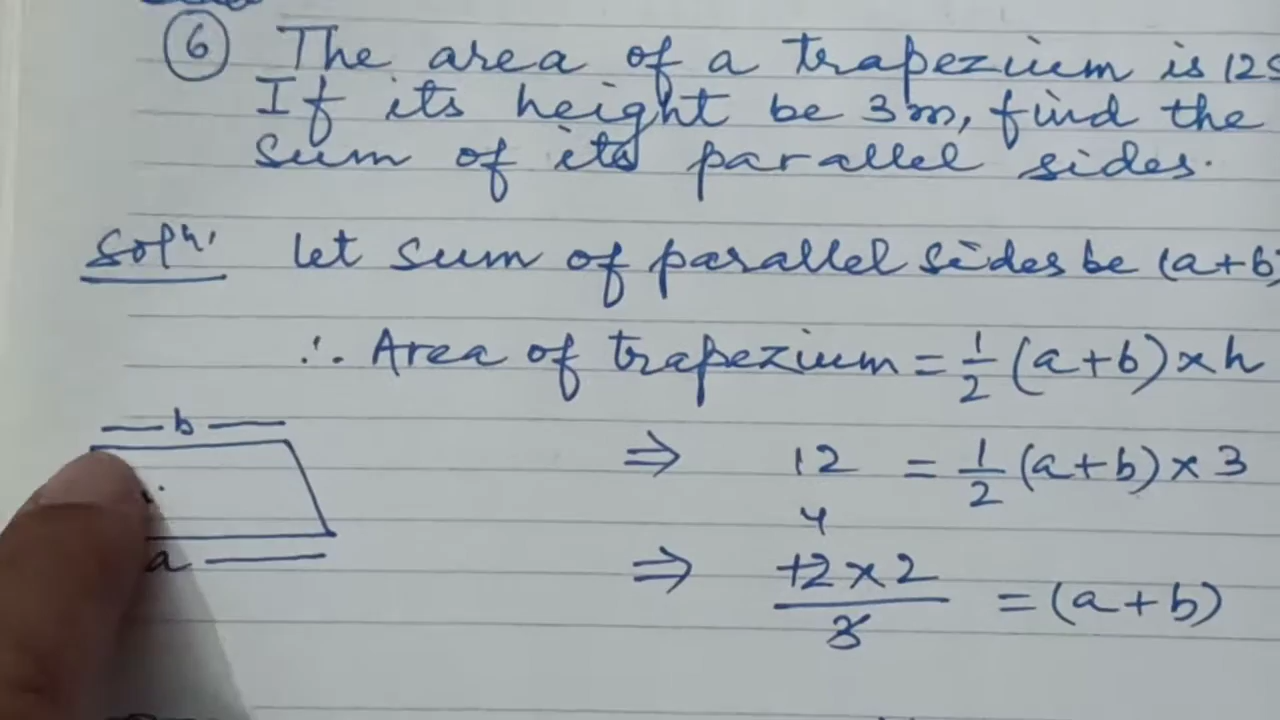 6 The area of a trapezium is 12
If its height be 3m, find the
sum of its parallel sides.
Solⁿ. let sum of parallel sides be (a+b)
∴ Area of trapezium = 1/2 (a+b) × h
b
⇒ 12 = 1/2 (a+b) × 3
4
⇒ 12 × 2 / 3 = (a+b)
a